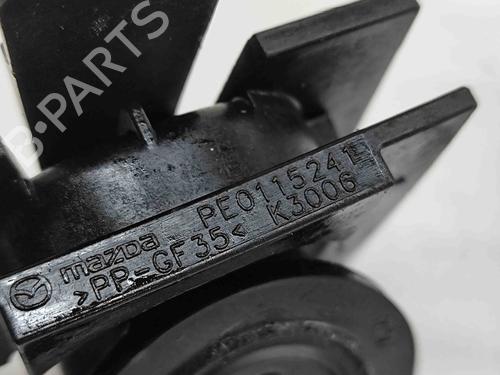 B-PARTS
mazda PE0115241
>PP-GF35< K3006